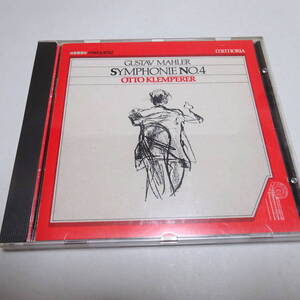 MEMORIA
GUSTAV MAHLER
SYMPHONIE NO.4
OTTO KLEMPERER